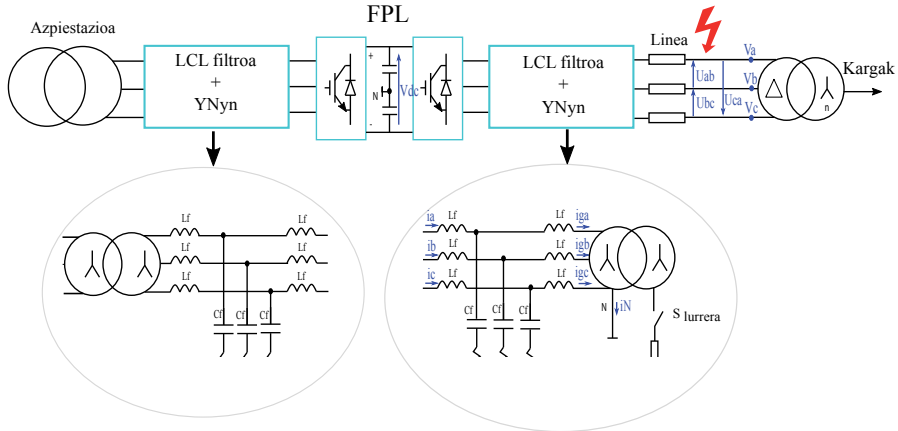 Azpiestazioa
FPL
LCL filtroa
+
YNyn
+
N
-
Vdc
LCL filtroa
+
YNyn
Linea
Va
Uab
Vb
Ubc
Uca
Vc
n
Kargak
Lf
Lf
Lf
Lf
Lf
Lf
Cf
Cf
Cf
ia
Lf
Lf
iga
ib
Lf
Lf
igb
ic
Lf
Lf
igc
Cf
Cf
Cf
N
iN
S lurrera